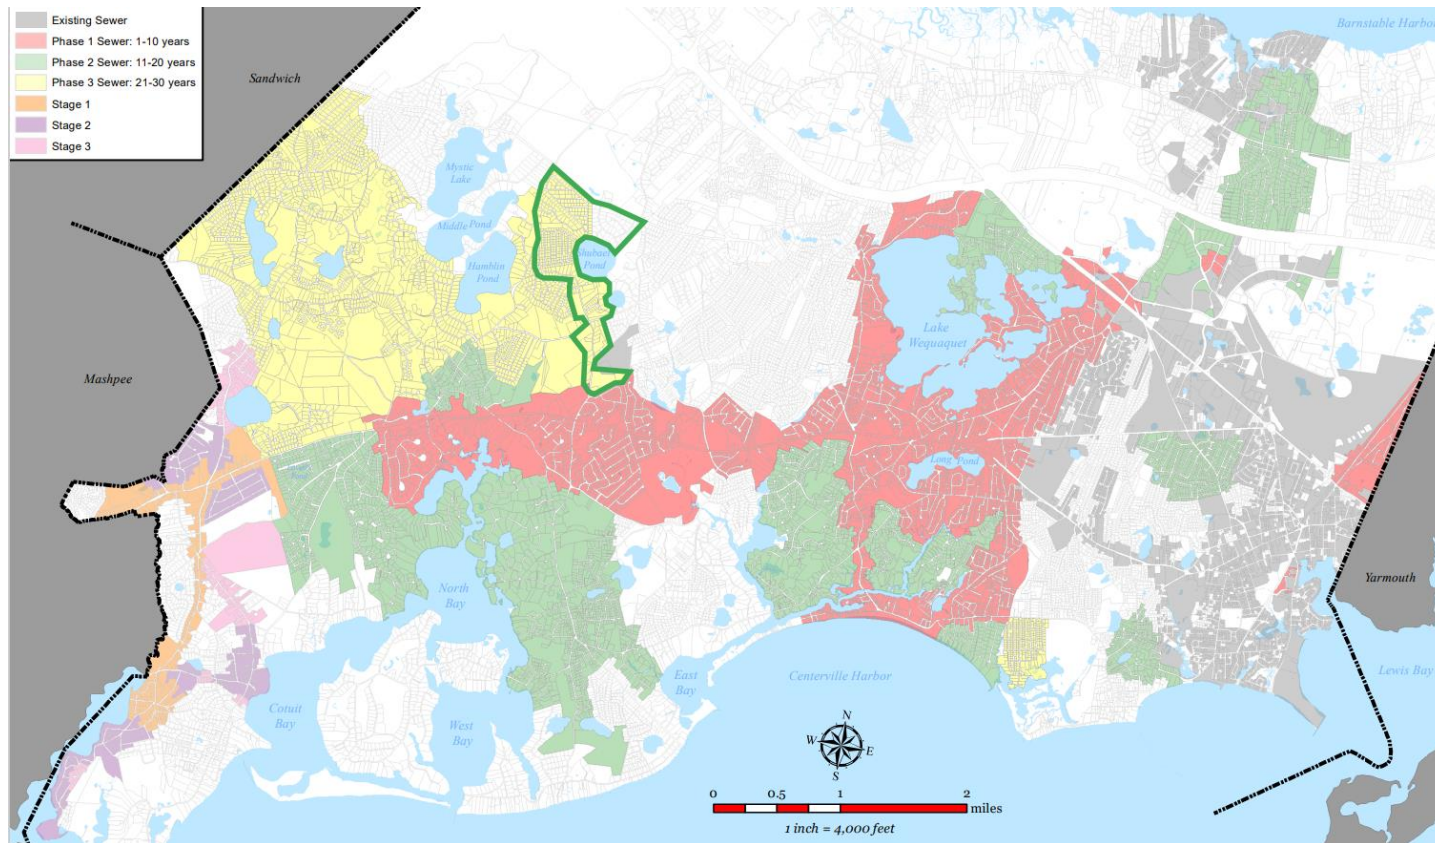 Existing Sewer
Phase 1 Sewer: 1-10 years
Phase 2 Sewer: 11-20 years
Phase 3 Sewer: 21-30 years
Stage 1
Stage 2
Stage 3
Sandwich
Barnstable Harbor
Mystic
Lake
Middle Pond
Hamblin
Pond
Pond
Lake
Wequaquet
Mashpee
Long Pond
North
Bay
Yarmouth
East
Bay
Centerville Harbor
Lewis Bay
Cotuit
Bay
West
Bay
N
W
E
S
0 0.5 1 2
miles
1 inch = 4,000 feet